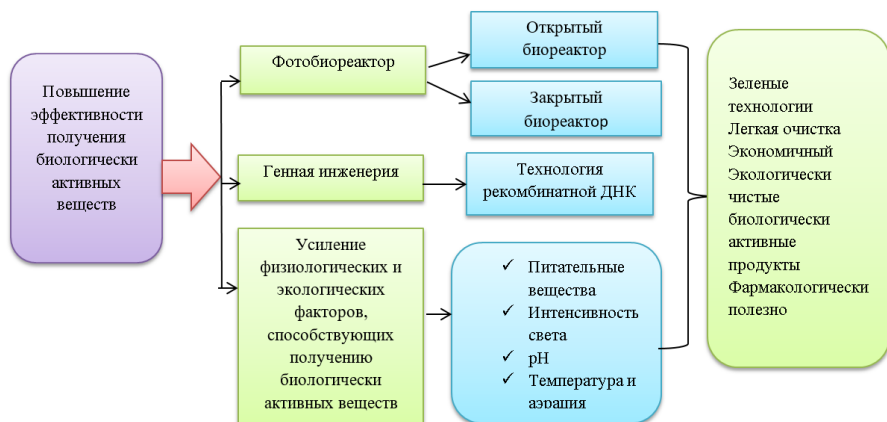 Повышение
эффективности
получения
биологически
активных
веществ
Фотобиореактор
Открытый
биореактор
Закрытый
биореактор
Генная инженерия
Технология
рекомбинатной ДНК
Усиление
физиологических и
экологических
факторов,
способствующих
получению
биологически
активных веществ
✓ Питательные
вещества
✓ Интенсивность
света
✓ pH
✓ Температура и
аэрация
Зеленые
технологии
Легкая очистка
Экономичный
Экологически
чистые
биологически
активные
продукты
Фармакологически
полезно